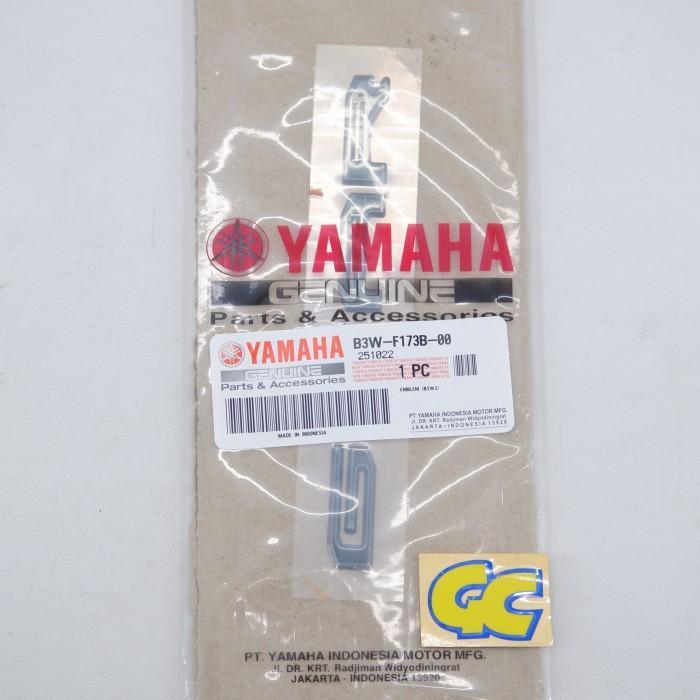 YAMAHA
GENUINE
Parts & Accessories
YAMAHA
GENUINE
Parts & Accessories
MADE IN INDONESIA
B3W-F173B-00
251022
1 PC
EMBLEM (B3W2)
PT. YAMAHA INDONESIA MOTOR MFG.
JL. DR. KRT. Radjiman Widyodiningrat
JAKARTA - INDONESIA 13920
GC
PT. YAMAHA INDONESIA MOTOR MFG.
Jl. DR. KRT. Radjiman Widyodiningrat
JAKARTA - INDONESIA 13920